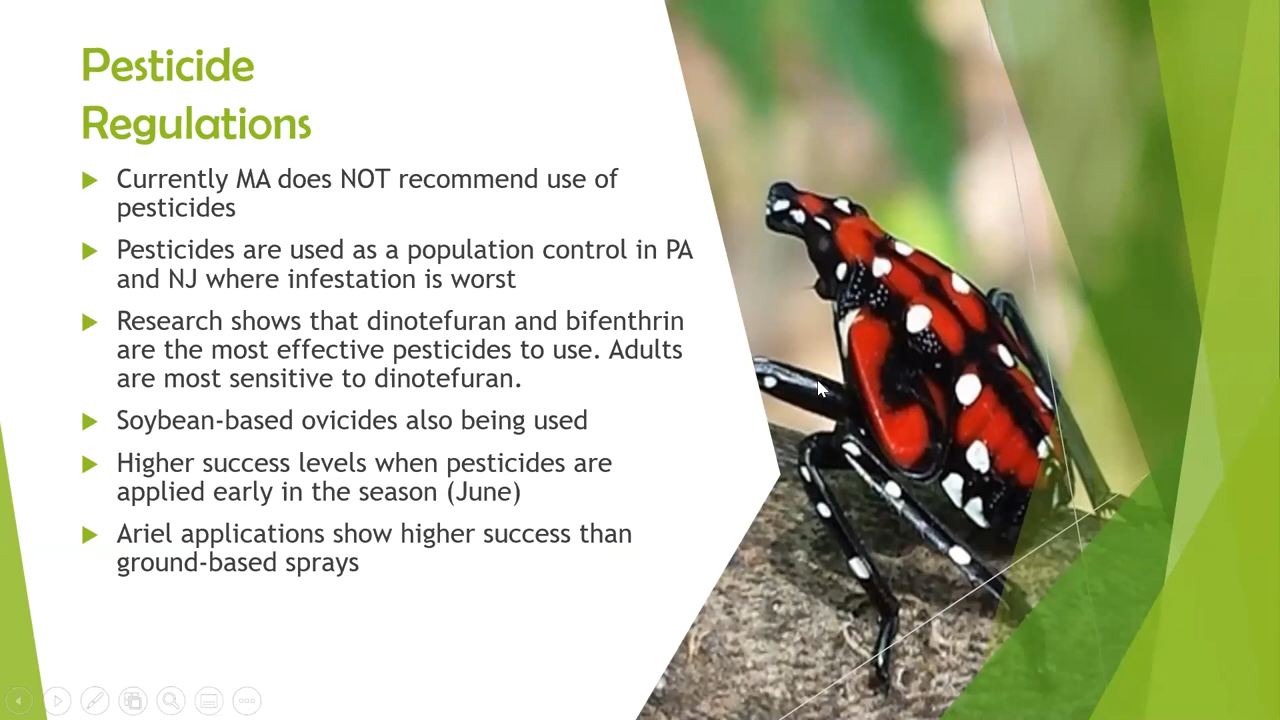 Pesticide
Regulations
Currently MA does NOT recommend use of
pesticides
Pesticides are used as a population control in PA
and NJ where infestation is worst
Research shows that dinotefuran and bifenthrin
are the most effective pesticides to use. Adults
are most sensitive to dinotefuran.
Soybean-based ovicides also being used
Higher success levels when pesticides are
applied early in the season (June)
Ariel applications show higher success than
ground-based sprays